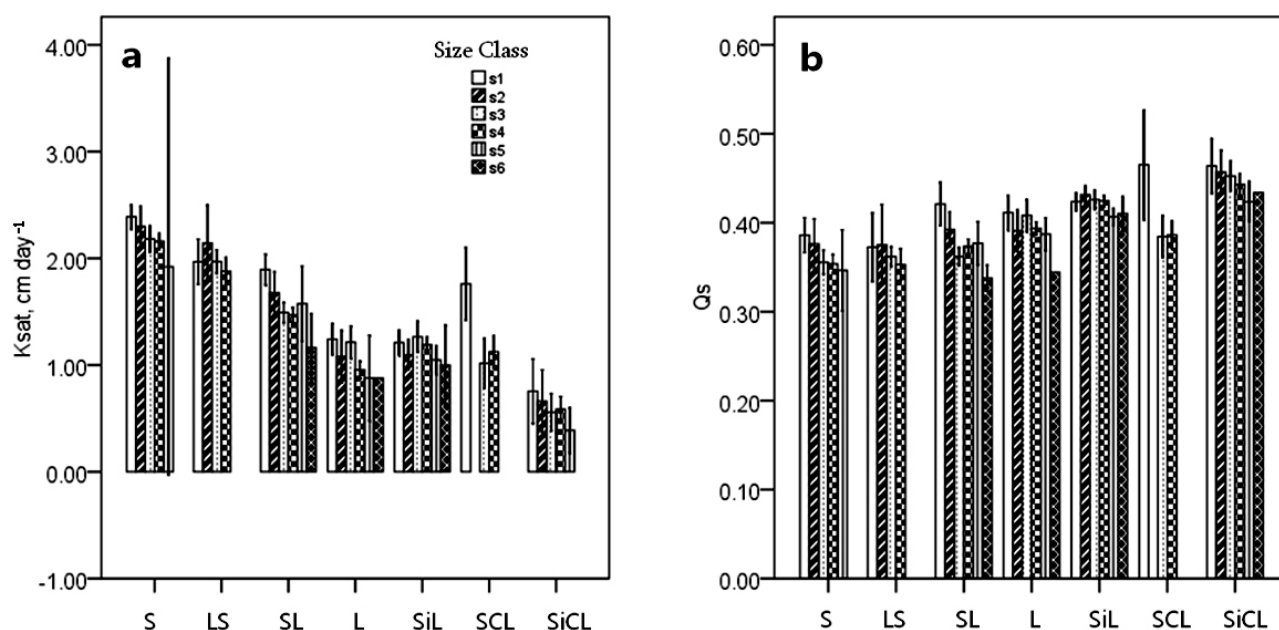 a
Size Class
s1
s2
s3
s4
s5
s6
4.00
3.00
2.00
1.00
0.00
-1.00
Ksat, cm day⁻¹
S LS SL L SiL SCL SiCL
b
0.60
0.50
0.40
0.30
0.20
0.10
0.00
Qs
S LS SL L SiL SCL SiCL